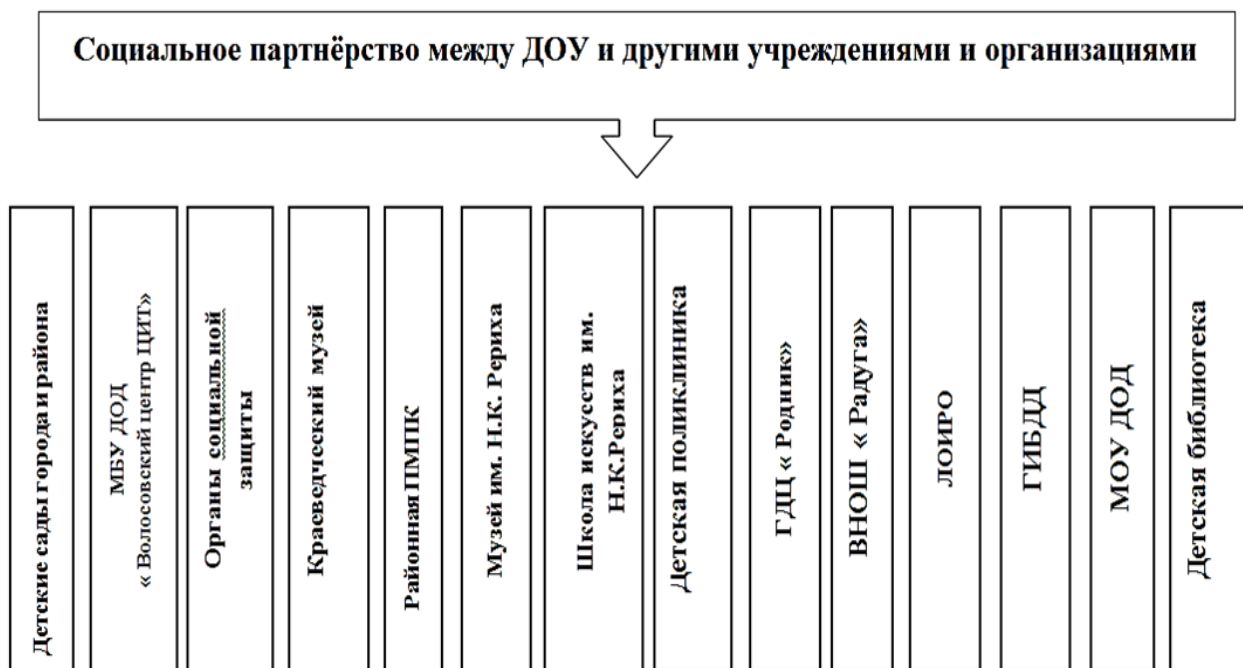 Социальное партнёрство между ДОУ и другими учреждениями и организациями
Детские сады города и района
МБУ ДОД
« Волосовский центр ЦИТ»
Органы социальной
защиты
Краеведческий музей
Районная ПМПК
Музей им. Н.К. Рериха
Школа искусств им.
Н.К.Рериха
Детская поликлиника
ГДЦ « Родник»
ВНОШ « Радуга»
ЛОИРО
ГИБДД
МОУ ДОД
Детская библиотека